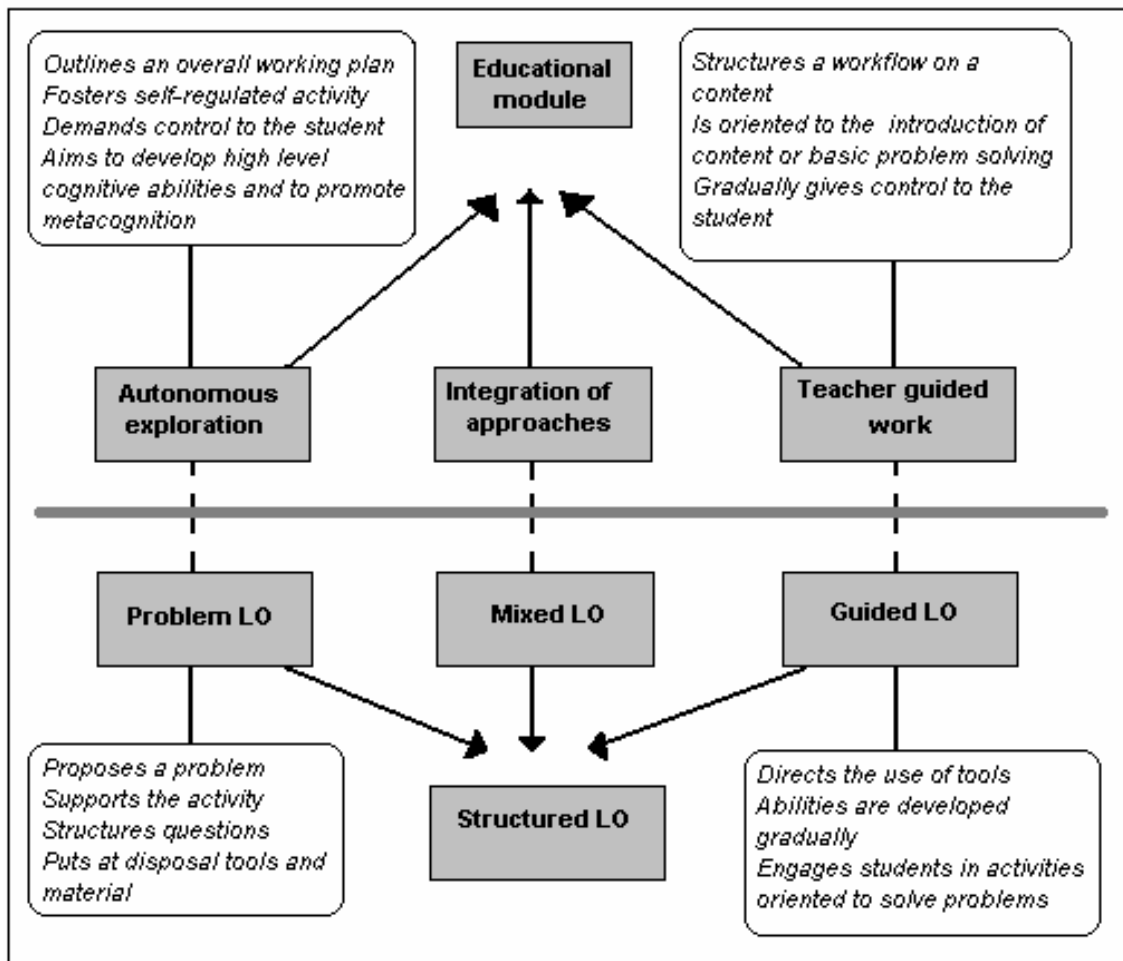 Outlines an overall working plan
Fosters self-regulated activity
Demands control to the student
Aims to develop high level
cognitive abilities and to promote
metacognition
Educational
module
Structures a workflow on a
content
Is oriented to the introduction of
content or basic problem solving
Gradually gives control to the
student
Autonomous
exploration
Integration of
approaches
Teacher guided
work
Problem LO
Mixed LO
Guided LO
Proposes a problem
Supports the activity
Structures questions
Puts at disposal tools and
material
Structured LO
Directs the use of tools
Abilities are developed
gradually
Engages students in activities
oriented to solve problems